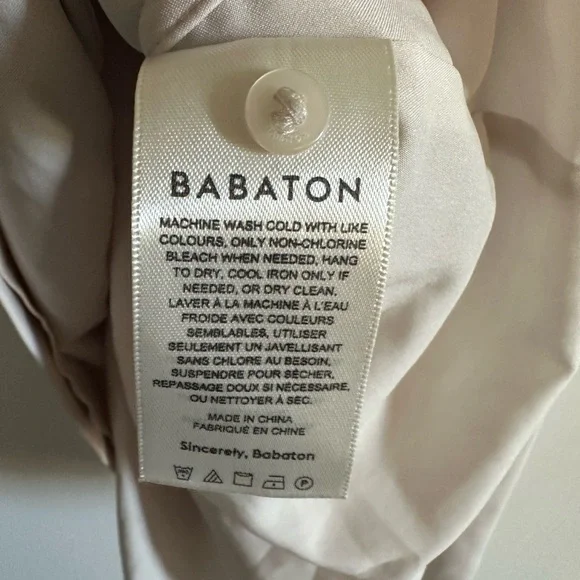 BABATON
MACHINE WASH COLD WITH LIKE
COLOURS, ONLY NON-CHLORINE
BLEACH WHEN NEEDED, HANG
TO DRY, COOL IRON ONLY IF
NEEDED, OR DRY CLEAN.
LAVER À LA MACHINE À L'EAU
FROIDE AVEC COULEURS
SEMBLABLES, UTILISER
SEULEMENT UN JAVELLISANT
SANS CHLORE AU BESOIN,
SUSPENDRE POUR SÉCHER,
REPASSAGE DOUX SI NÉCESSAIRE,
OU NETTOYER À SEC.
MADE IN CHINA
FABRIQUÉ EN CHINE
Sincerely, Babaton
P